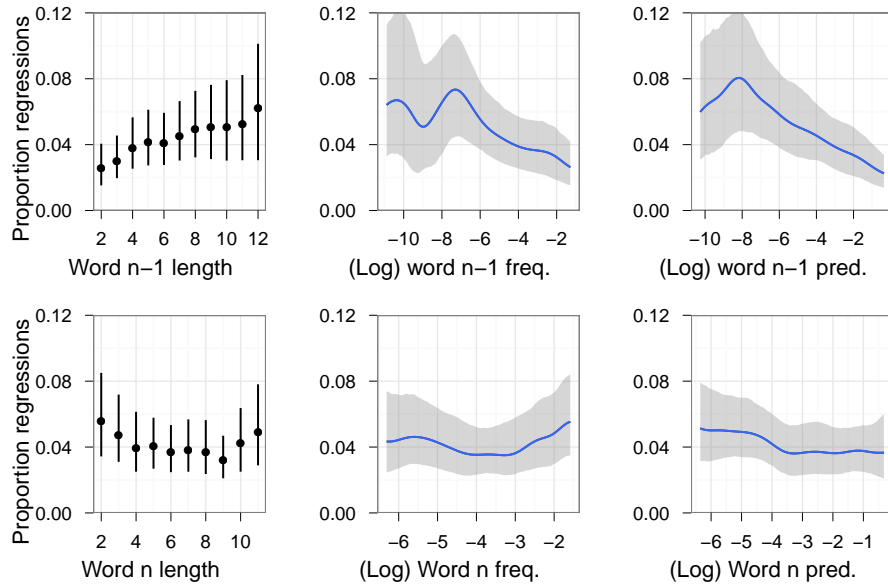 Proportion regressions
0.12
0.08
0.04
0.00
2 4 6 8 10 12
Word n−1 length
0.12
0.08
0.04
0.00
−10 −8 −6 −4 −2
(Log) word n−1 freq.
0.12
0.08
0.04
0.00
−10 −8 −6 −4 −2
(Log) word n−1 pred.
Proportion regressions
0.12
0.08
0.04
0.00
2 4 6 8 10
Word n length
0.12
0.08
0.04
0.00
−6 −5 −4 −3 −2
(Log) Word n freq.
0.12
0.08
0.04
0.00
−6 −5 −4 −3 −2 −1
(Log) Word n pred.